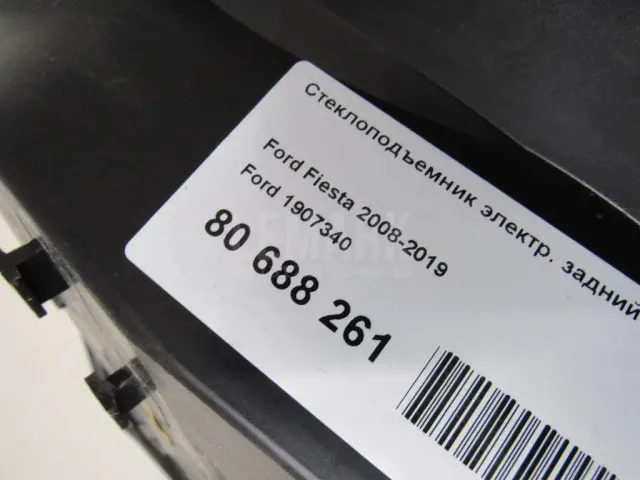 Стеклоподъемник электр. задний
Ford Fiesta 2008-2019
Ford 1907340
80 688 261